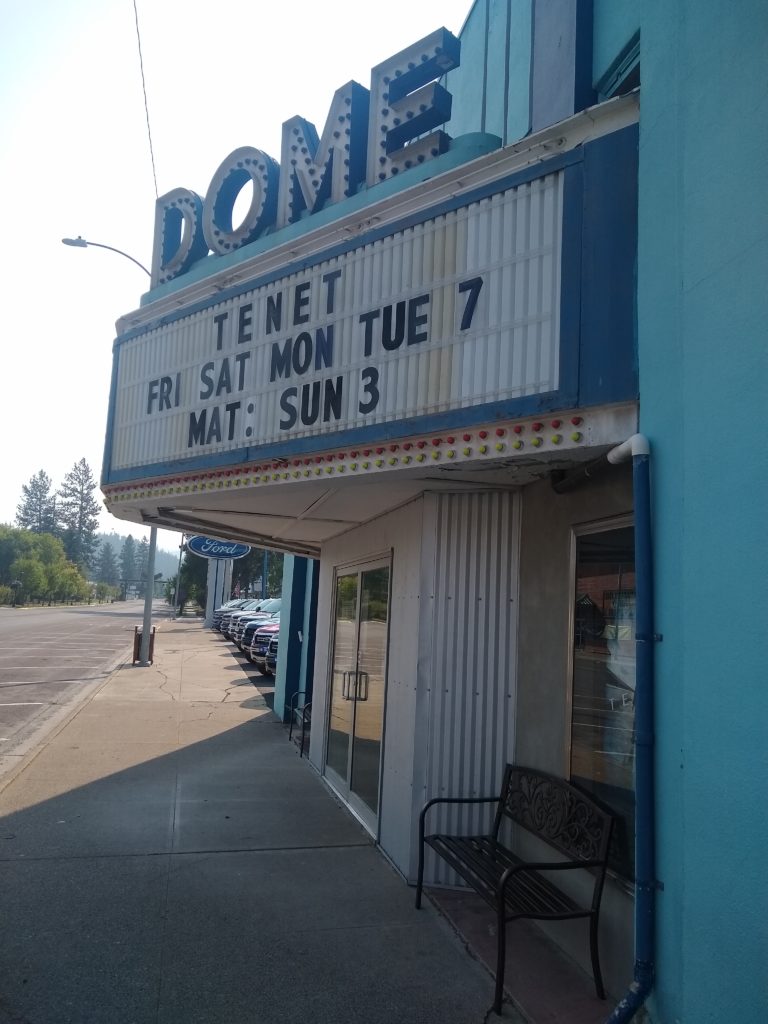 DOME
TENET
FRI SAT MON TUE 7
MAT: SUN 3
Ford